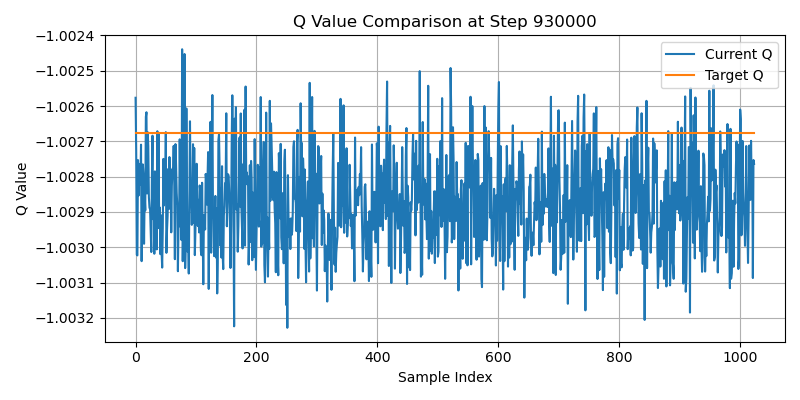 Q Value Comparison at Step 930000
Q Value
−1.0024
−1.0025
−1.0026
−1.0027
−1.0028
−1.0029
−1.0030
−1.0031
−1.0032
Current Q
Target Q
0 200 400 600 800 1000
Sample Index